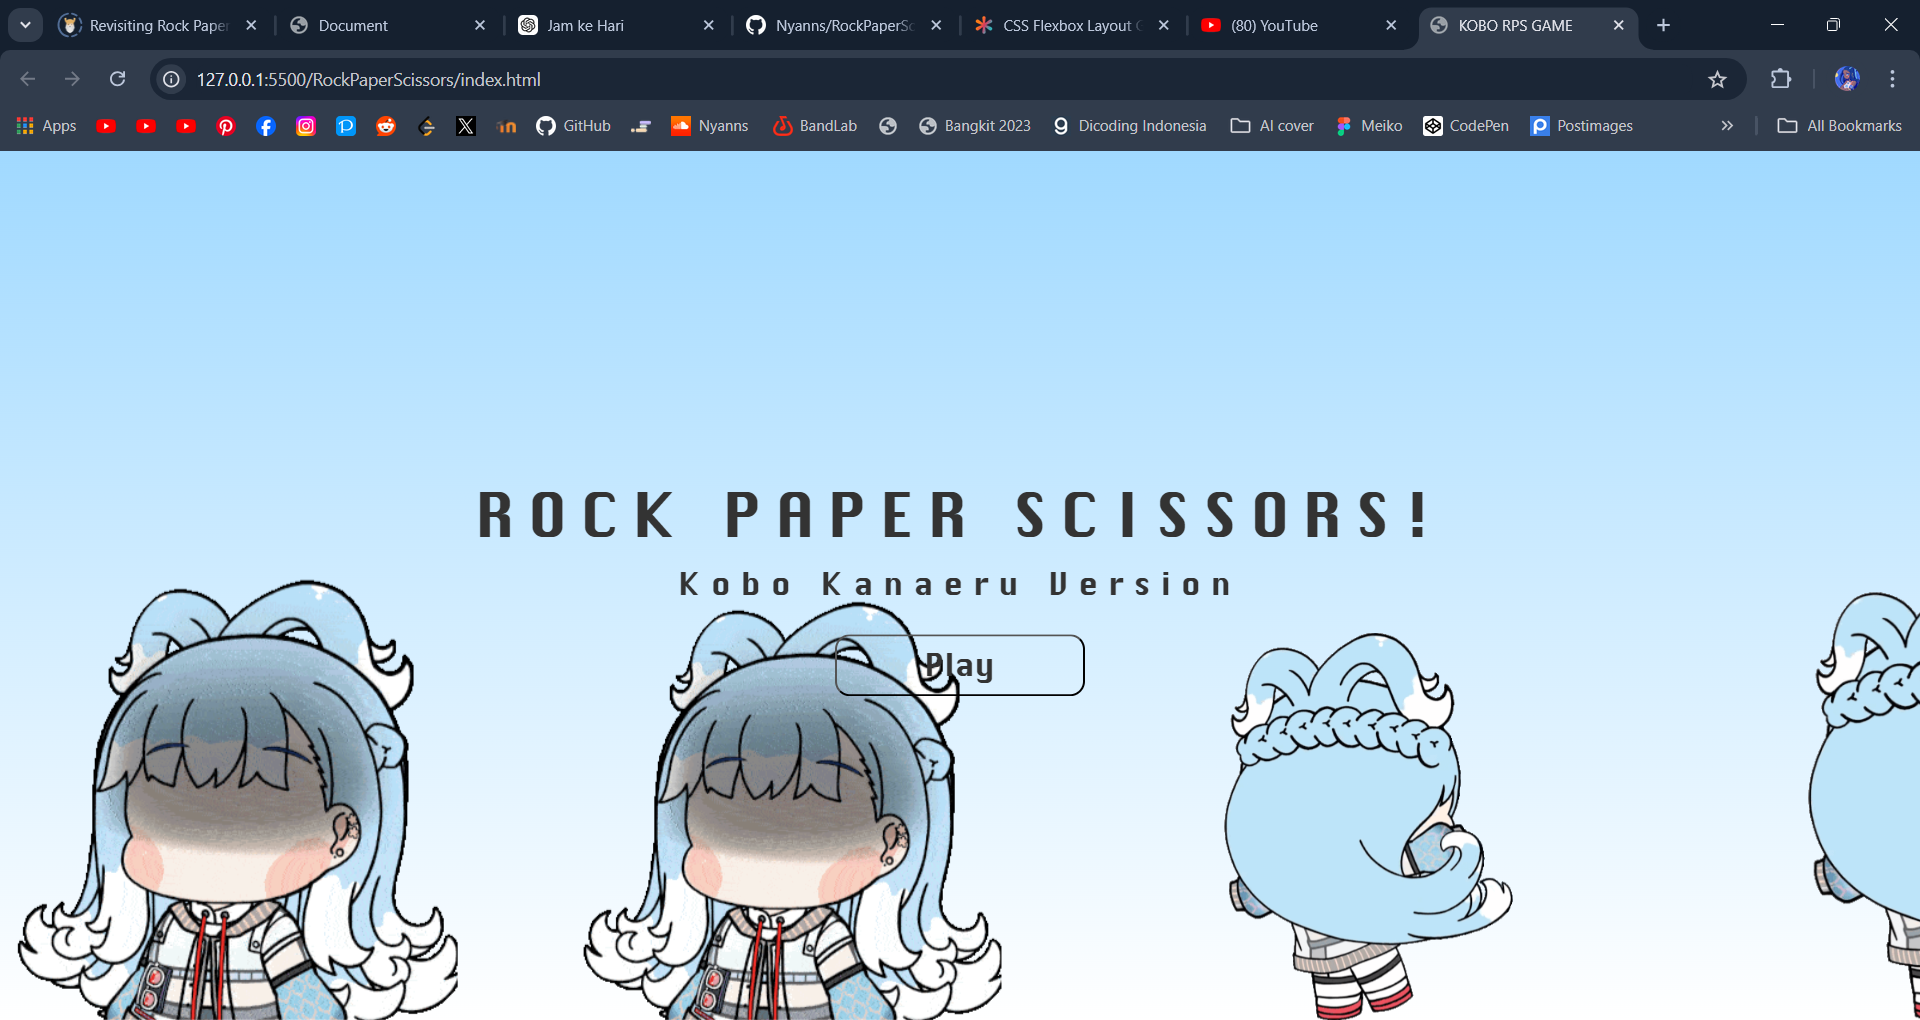 Revisiting Rock Paper
Document
Jam ke Hari
Nyanns/RockPaperSc
CSS Flexbox Layout G
(80) YouTube
KOBO RPS GAME
127.0.0.1:5500/RockPaperScissors/index.html
Apps
GitHub
Nyanns
BandLab
Bangkit 2023
Dicoding Indonesia
AI cover
Meiko
CodePen
Postimages
All Bookmarks
ROCK PAPER SCISSORS!
Kobo Kanaeru Version
Play